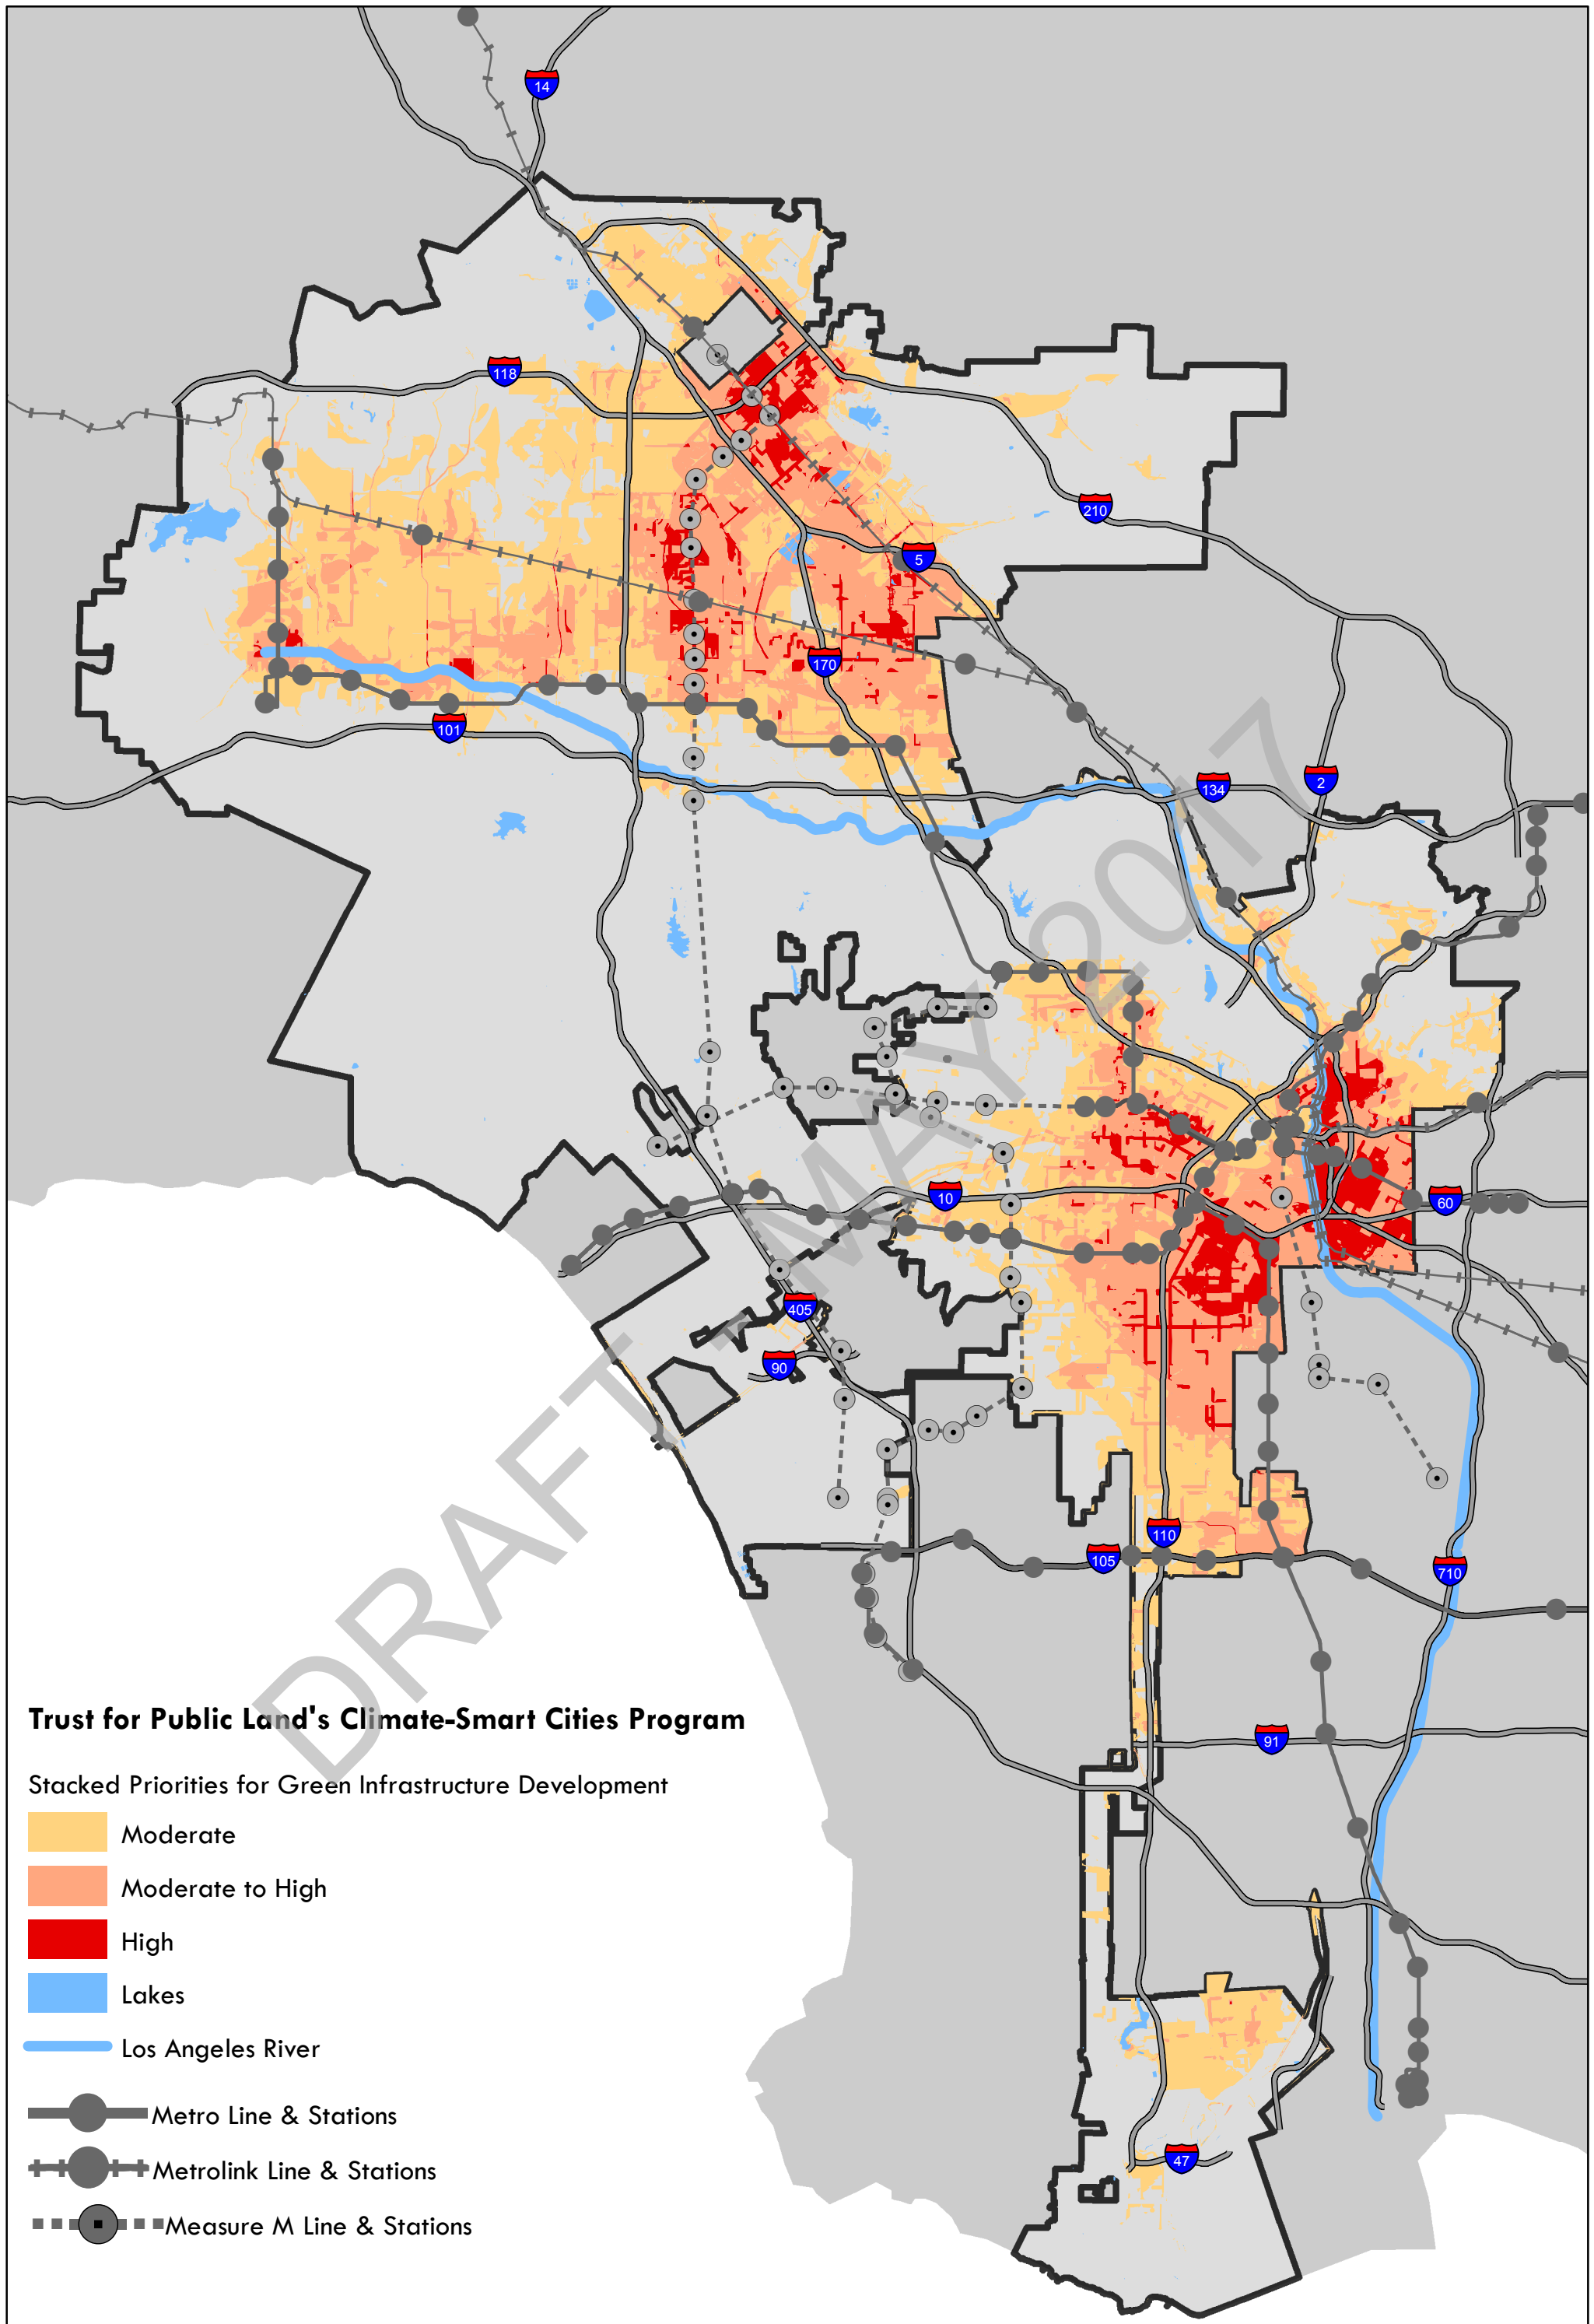 14
118
210
5
170
101
134
2
10
60
405
90
110
105
710
91
47
DRAFT - MAY 2017
Trust for Public Land's Climate-Smart Cities Program
Stacked Priorities for Green Infrastructure Development
Moderate
Moderate to High
High
Lakes
Los Angeles River
Metro Line & Stations
Metrolink Line & Stations
Measure M Line & Stations